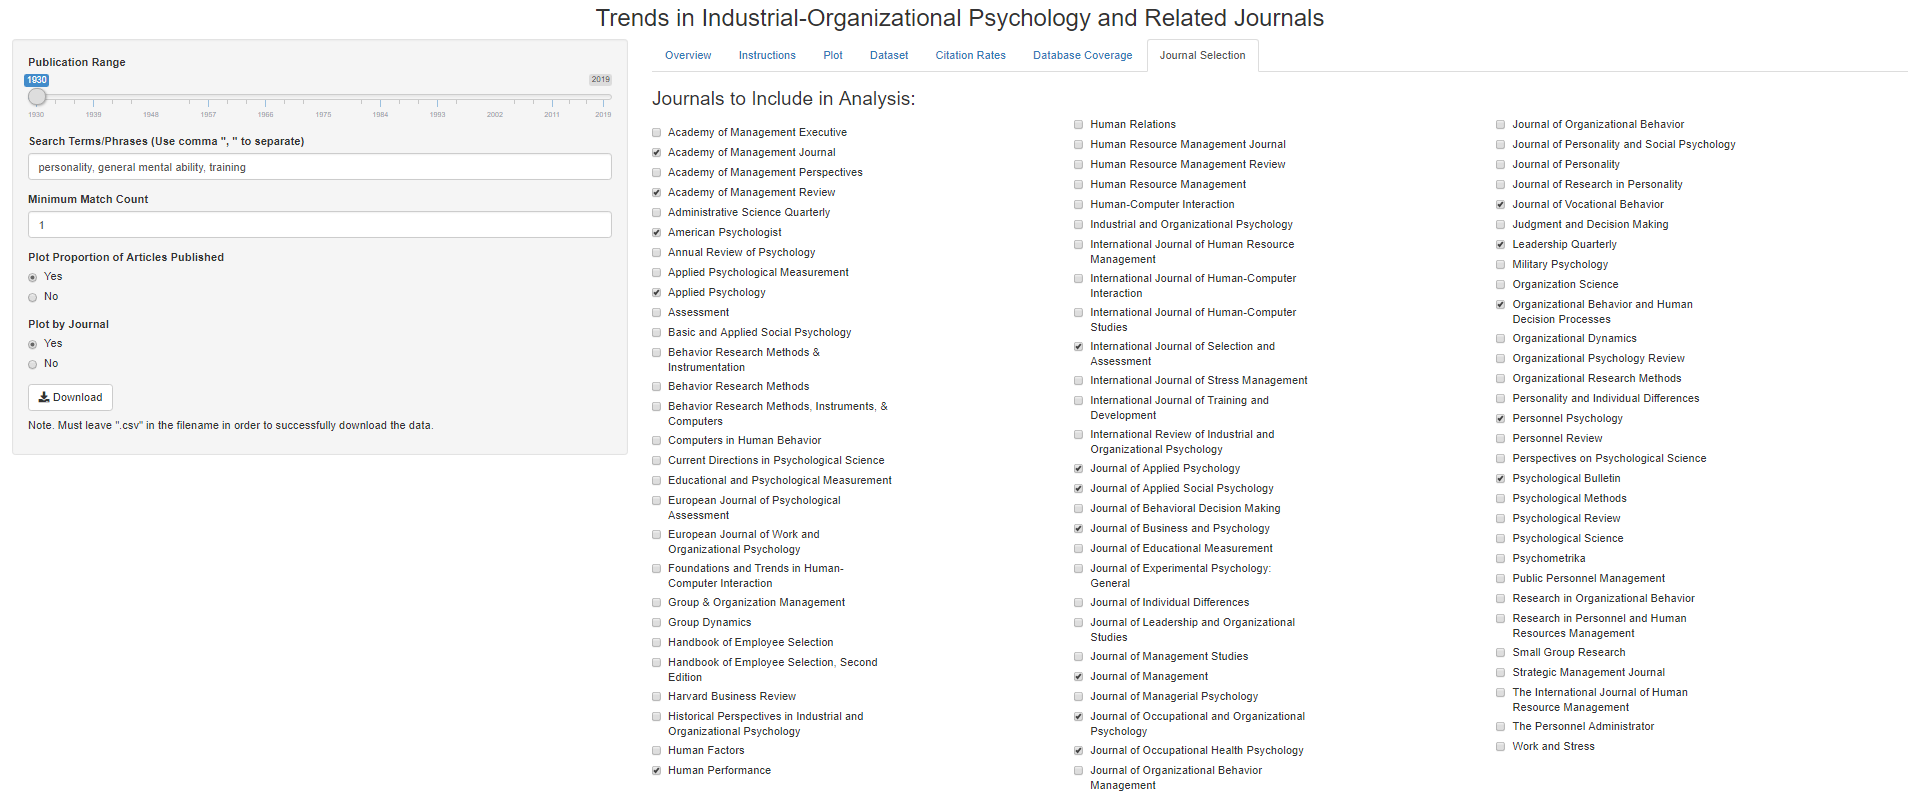 Trends in Industrial-Organizational Psychology and Related Journals
Publication Range
1930
2019
1930 1939 1948 1957 1966 1975 1984 1993 2002 2011 2019
Search Terms/Phrases (Use comma ", " to separate)
personality, general mental ability, training
Minimum Match Count
1
Plot Proportion of Articles Published
Yes
No
Plot by Journal
Yes
No
Download
Note. Must leave ".csv" in the filename in order to successfully download the data.
Overview Instructions Plot Dataset Citation Rates Database Coverage Journal Selection
Journals to Include in Analysis:
Academy of Management Executive
Academy of Management Journal
Academy of Management Perspectives
Academy of Management Review
Administrative Science Quarterly
American Psychologist
Annual Review of Psychology
Applied Psychological Measurement
Applied Psychology
Assessment
Basic and Applied Social Psychology
Behavior Research Methods &
Instrumentation
Behavior Research Methods
Behavior Research Methods, Instruments, &
Computers
Computers in Human Behavior
Current Directions in Psychological Science
Educational and Psychological Measurement
European Journal of Psychological
Assessment
European Journal of Work and
Organizational Psychology
Foundations and Trends in Human-
Computer Interaction
Group & Organization Management
Group Dynamics
Handbook of Employee Selection
Handbook of Employee Selection, Second
Edition
Harvard Business Review
Historical Perspectives in Industrial and
Organizational Psychology
Human Factors
Human Performance
Human Relations
Human Resource Management Journal
Human Resource Management Review
Human Resource Management
Human-Computer Interaction
Industrial and Organizational Psychology
International Journal of Human Resource
Management
International Journal of Human-Computer
Interaction
International Journal of Human-Computer
Studies
International Journal of Selection and
Assessment
International Journal of Stress Management
International Journal of Training and
Development
International Review of Industrial and
Organizational Psychology
Journal of Applied Psychology
Journal of Applied Social Psychology
Journal of Behavioral Decision Making
Journal of Business and Psychology
Journal of Educational Measurement
Journal of Experimental Psychology:
General
Journal of Individual Differences
Journal of Leadership and Organizational
Studies
Journal of Management Studies
Journal of Management
Journal of Managerial Psychology
Journal of Occupational and Organizational
Psychology
Journal of Occupational Health Psychology
Journal of Organizational Behavior
Management
Journal of Organizational Behavior
Journal of Personality and Social Psychology
Journal of Personality
Journal of Research in Personality
Journal of Vocational Behavior
Judgment and Decision Making
Leadership Quarterly
Military Psychology
Organization Science
Organizational Behavior and Human
Decision Processes
Organizational Dynamics
Organizational Psychology Review
Organizational Research Methods
Personality and Individual Differences
Personnel Psychology
Personnel Review
Perspectives on Psychological Science
Psychological Bulletin
Psychological Methods
Psychological Review
Psychological Science
Psychometrika
Public Personnel Management
Research in Organizational Behavior
Research in Personnel and Human
Resources Management
Small Group Research
Strategic Management Journal
The International Journal of Human
Resource Management
The Personnel Administrator
Work and Stress